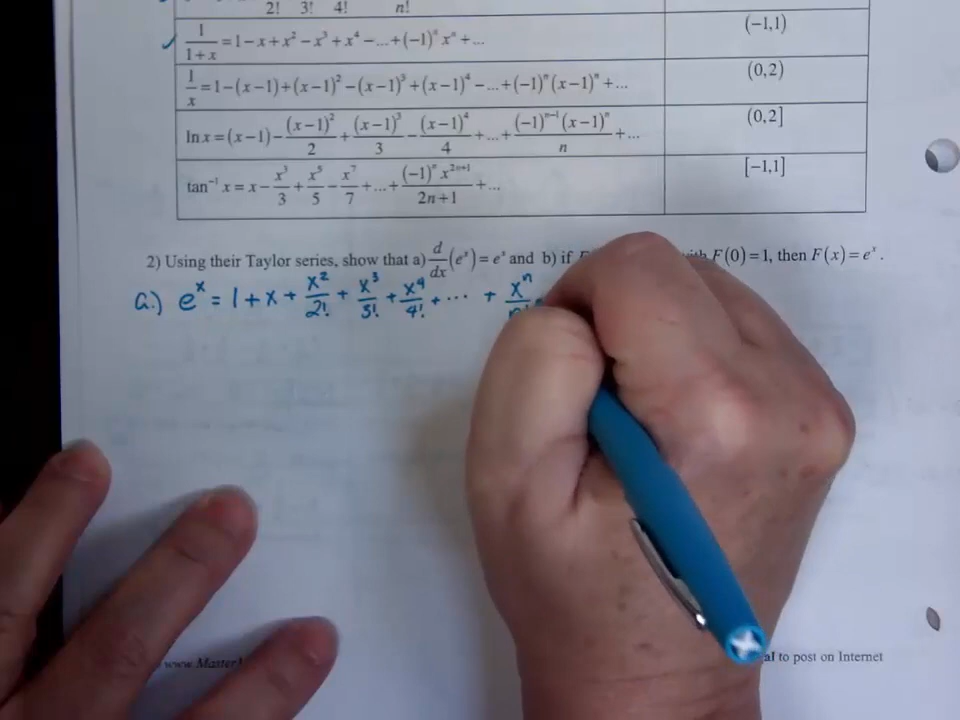 2! 3! 4! n!
1/(1+x) = 1 − x + x² − x³ + x⁴ − ... + (−1)ⁿ xⁿ + ... (−1,1)
1/x = 1 − (x−1) + (x−1)² − (x−1)³ + (x−1)⁴ − ... + (−1)ⁿ (x−1)ⁿ + ... (0,2)
ln x = (x−1) − (x−1)²/2 + (x−1)³/3 − (x−1)⁴/4 + ... + (−1)ⁿ⁻¹(x−1)ⁿ/n + ... (0,2]
tan⁻¹ x = x − x³/3 + x⁵/5 − x⁷/7 + ... + (−1)ⁿ x²ⁿ⁺¹/(2n+1) + ... [−1,1]
2) Using their Taylor series, show that a) d/dx (eˣ) = eˣ and b) if with F(0) = 1, then F(x) = eˣ.
a.) eˣ = 1 + x + x²/2! + x³/3! + x⁴/4! + ⋯ + xⁿ/n!
www. to post on Internet